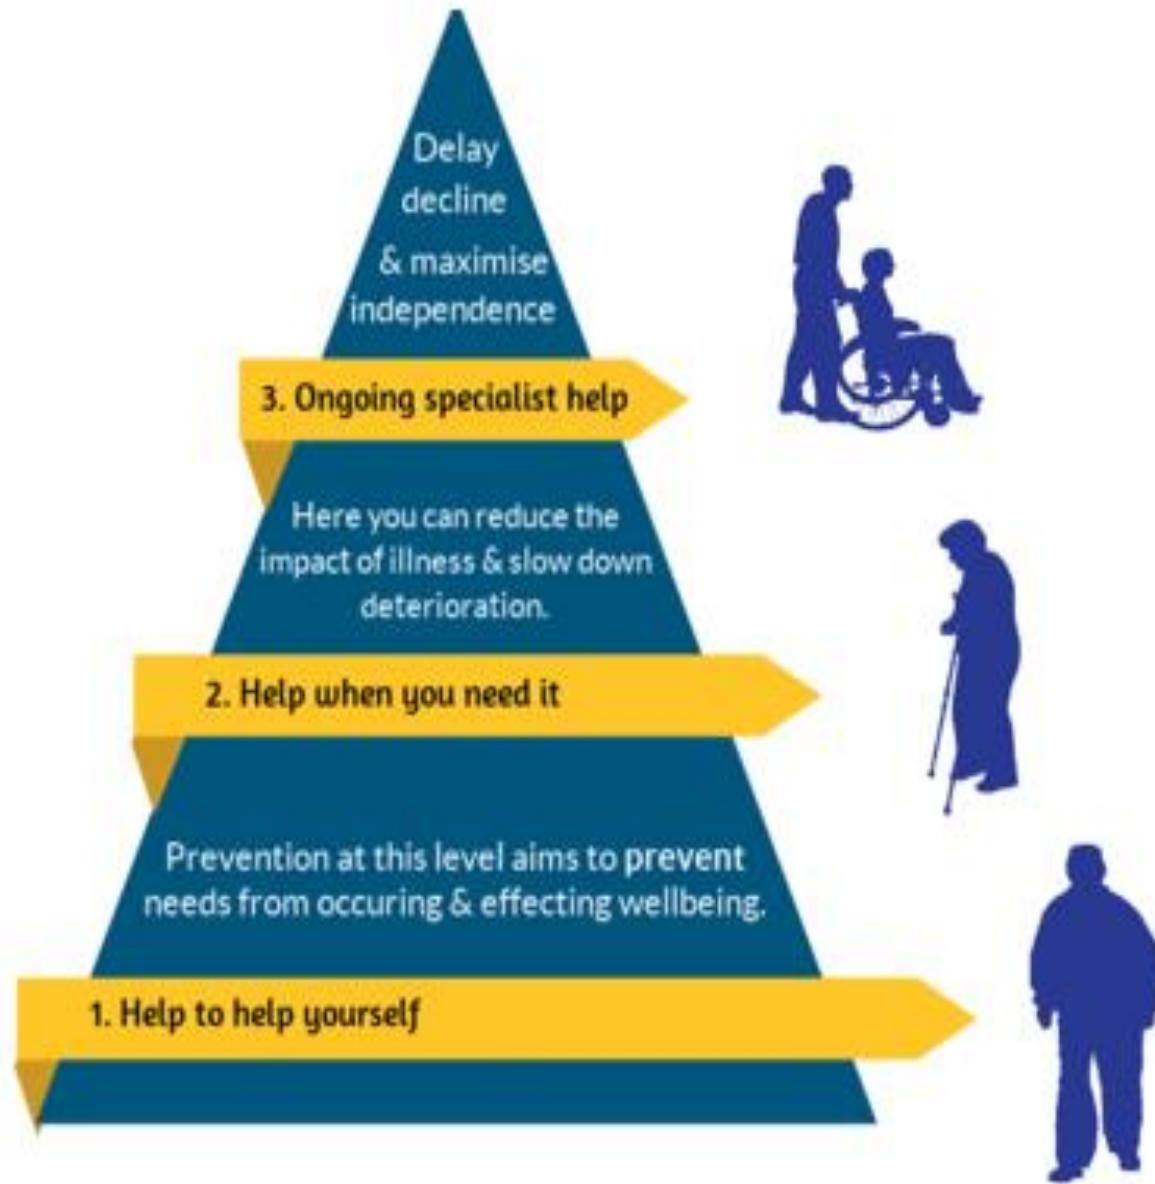 Delay
decline
& maximise
independence
3. Ongoing specialist help
Here you can reduce the
impact of illness & slow down
deterioration.
2. Help when you need it
Prevention at this level aims to prevent
needs from occuring & effecting wellbeing.
1. Help to help yourself